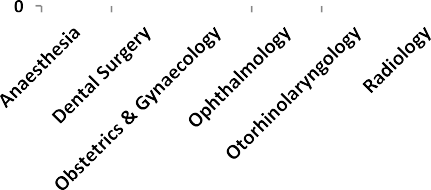 0
Anaesthesia
Dental Surgery
Obstetrics & Gynaecology
Ophthalmology
Otorhinolaryngology
Radiology